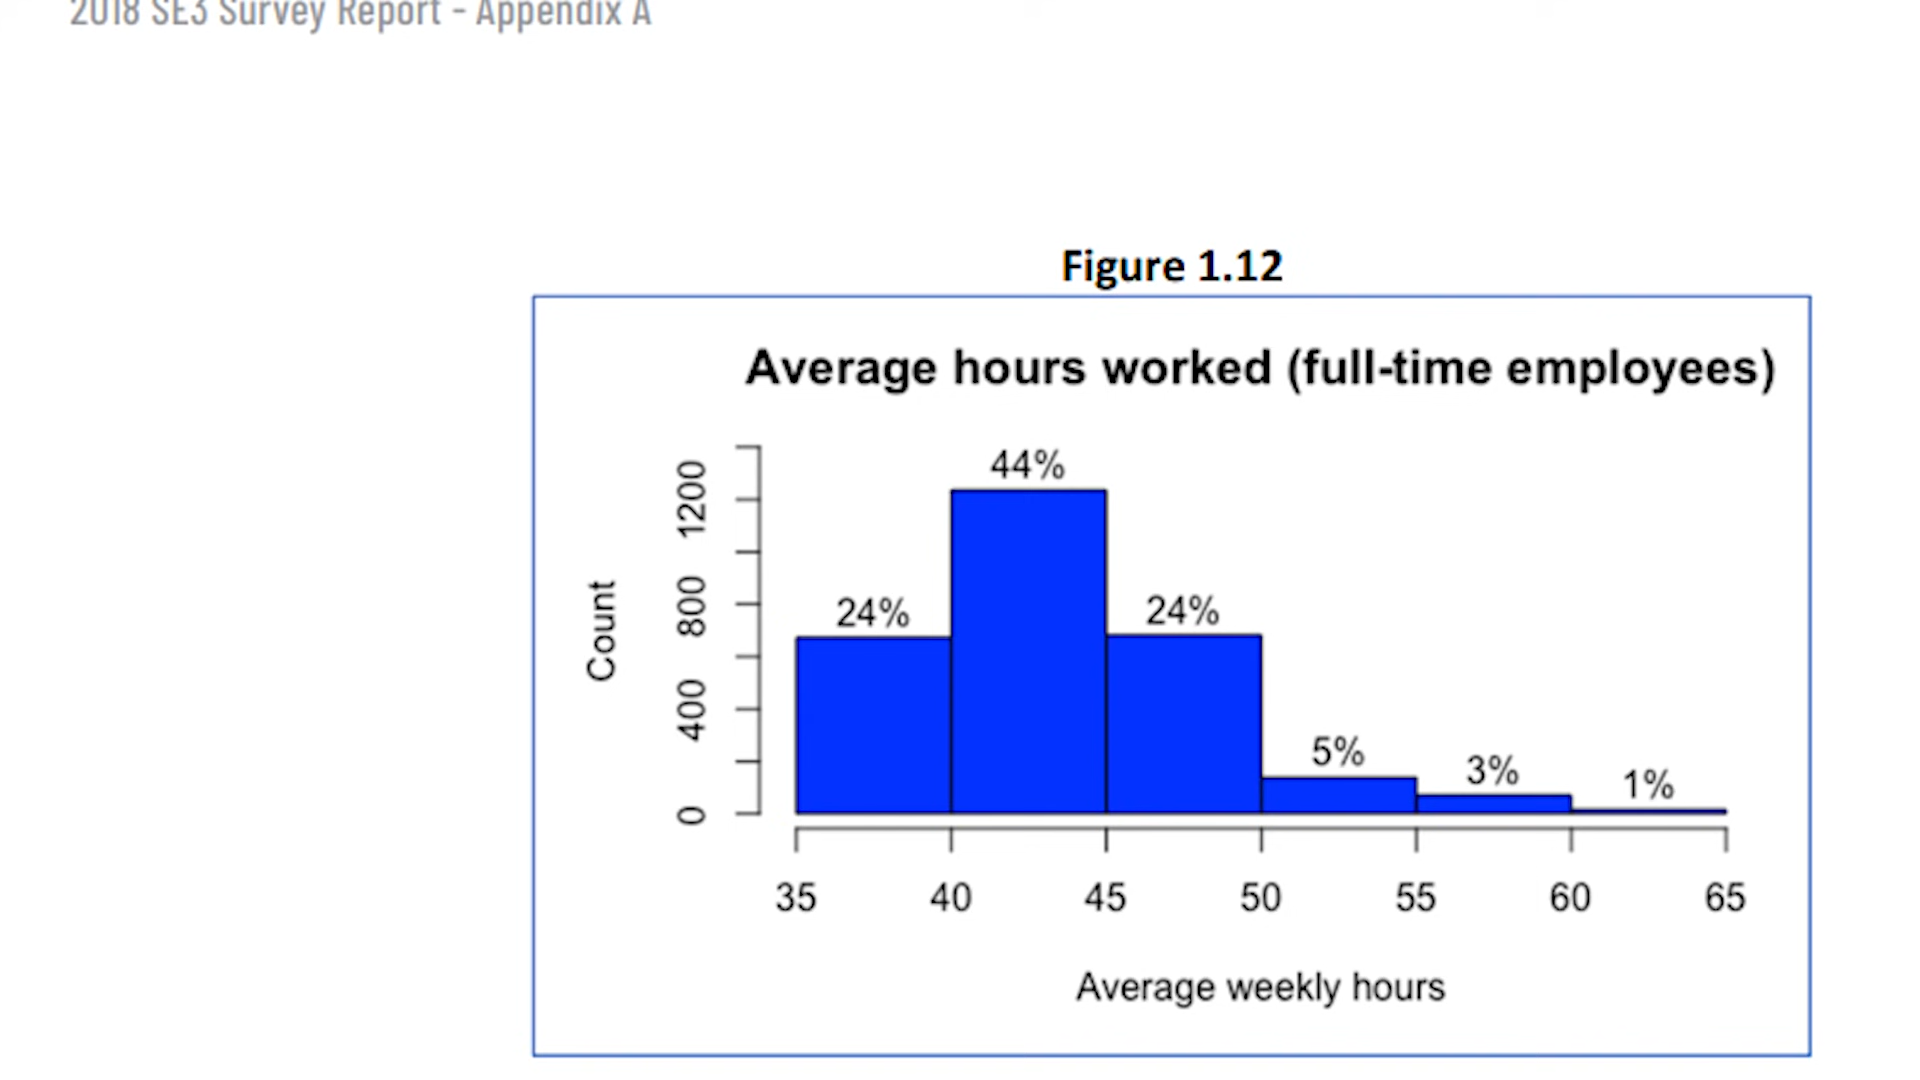 2018 SE3 Survey Report - Appendix A
Figure 1.12
Average hours worked (full-time employees)
Count
1200
800
400
0
24%
44%
24%
5%
3%
1%
35 40 45 50 55 60 65
Average weekly hours